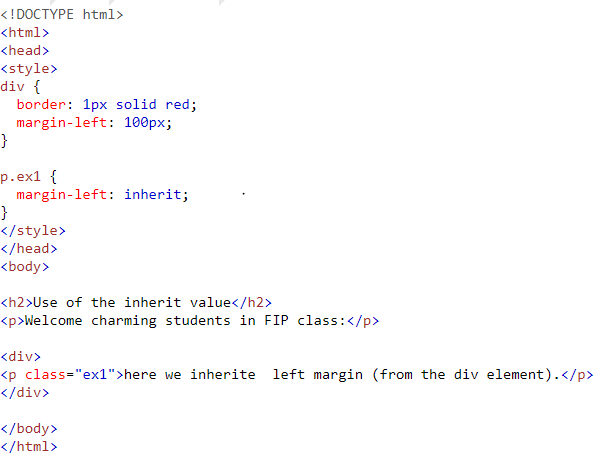 <!DOCTYPE html>
<html>
<head>
<style>
div {
  border: 1px solid red;
  margin-left: 100px;
}

p.ex1 {
  margin-left: inherit;
}
</style>
</head>
<body>

<h2>Use of the inherit value</h2>
<p>Welcome charming students in FIP class:</p>

<div>
<p class="ex1">here we inherite  left margin (from the div element).</p>
</div>

</body>
</html>